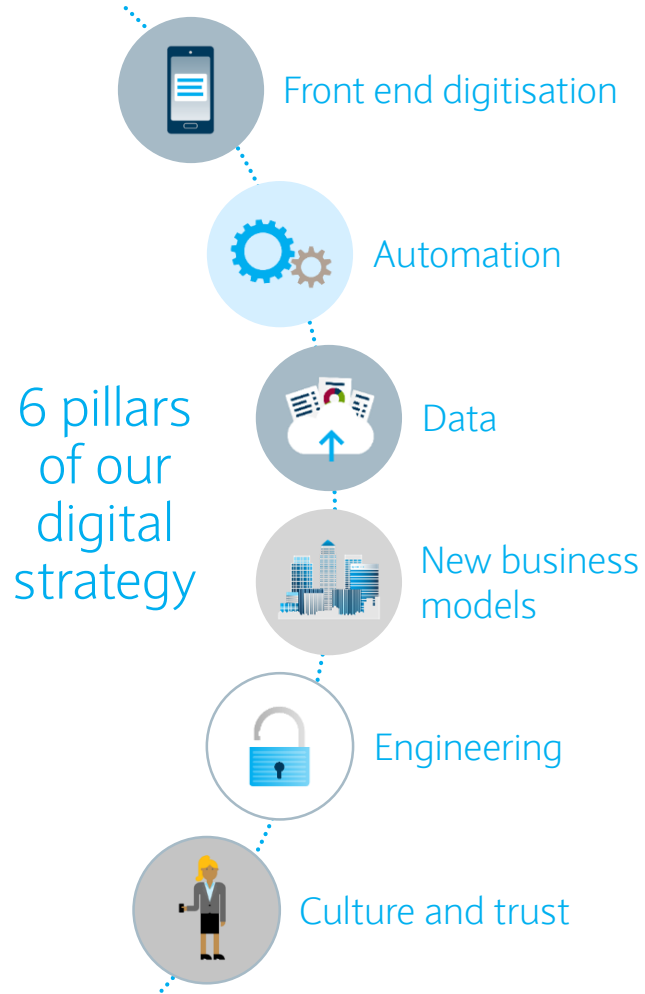 Front end digitisation
Automation
6 pillars
of our
digital
strategy
Data
New business
models
Engineering
Culture and trust